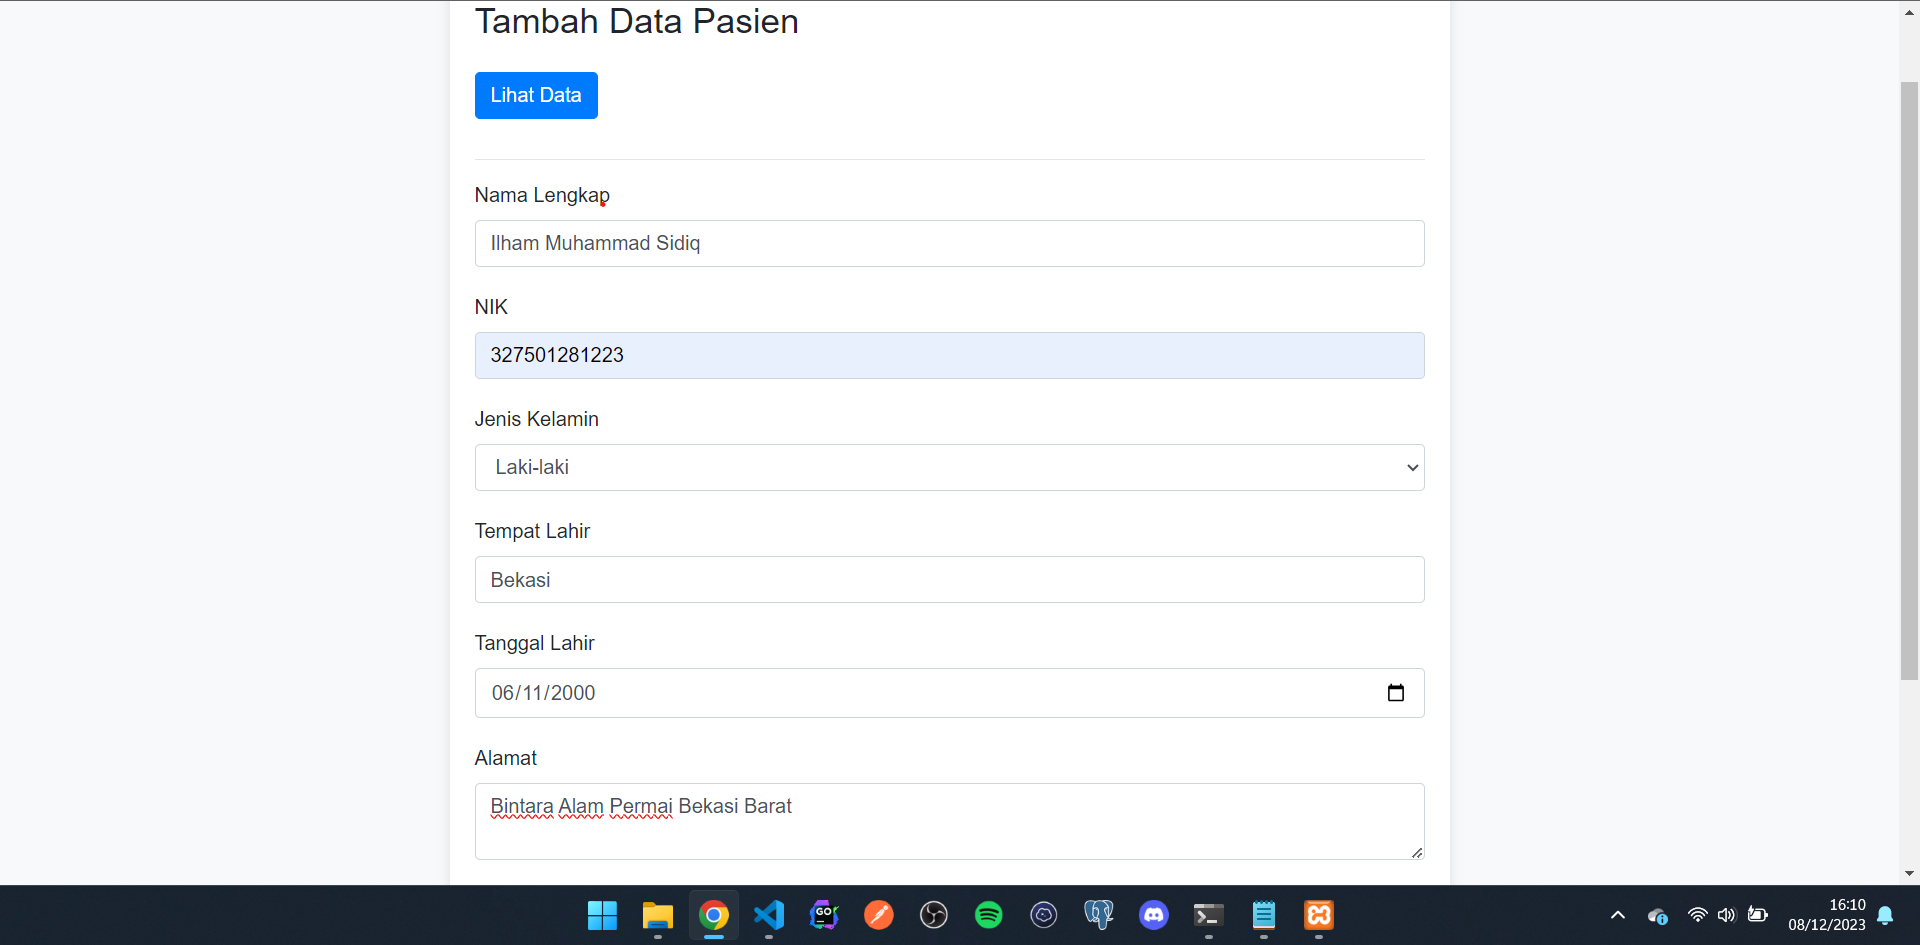 Tambah Data Pasien
Lihat Data
Nama Lengkap
Ilham Muhammad Sidiq
NIK
327501281223
Jenis Kelamin
Laki-laki
Tempat Lahir
Bekasi
Tanggal Lahir
06/11/2000
Alamat
Bintara Alam Permai Bekasi Barat
GO
16:10
08/12/2023